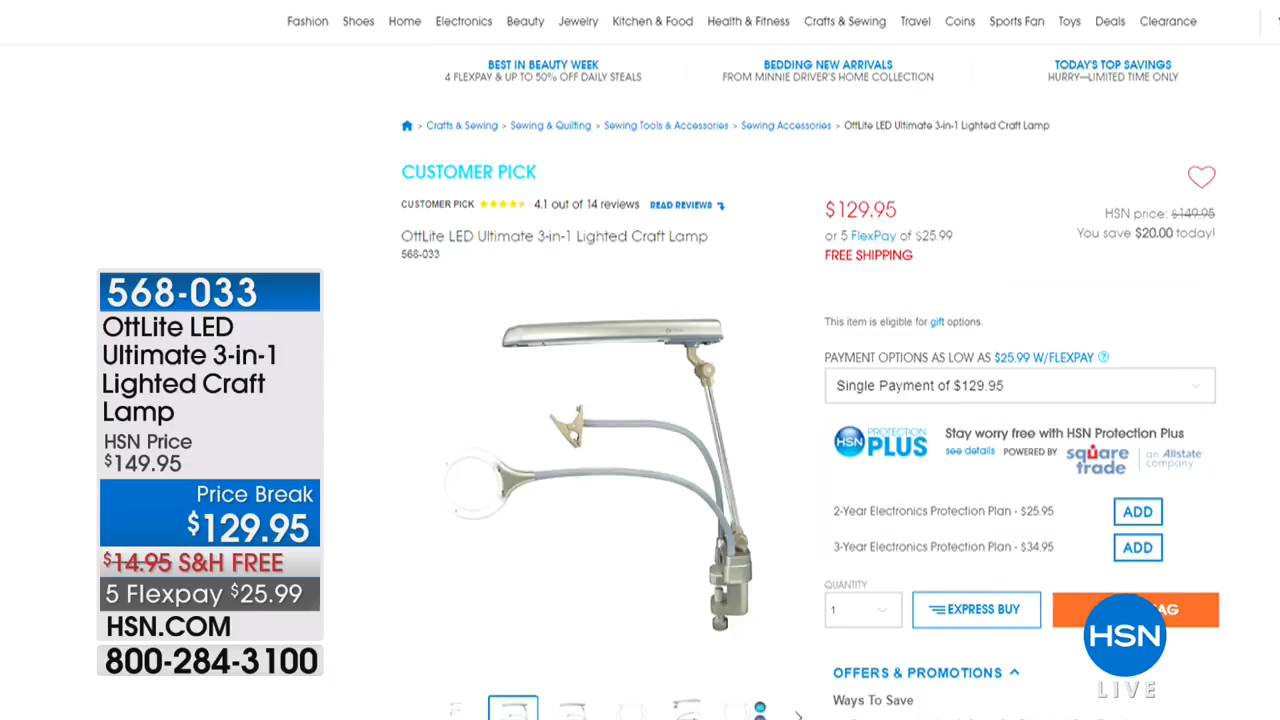 Fashion Shoes Home Electronics Beauty Jewelry Kitchen & Food Health & Fitness Crafts & Sewing Travel Coins Sports Fan Toys Deals Clearance
BEST IN BEAUTY WEEK
4 FLEXPAY & UP TO 50% OFF DAILY STEALS
BEDDING NEW ARRIVALS
FROM MINNIE DRIVER'S HOME COLLECTION
TODAY'S TOP SAVINGS
HURRY—LIMITED TIME ONLY
> Crafts & Sewing > Sewing & Quilting > Sewing Tools & Accessories > Sewing Accessories > OttLite LED Ultimate 3-in-1 Lighted Craft Lamp
CUSTOMER PICK
CUSTOMER PICK 4.1 out of 14 reviews READ REVIEWS
OttLite LED Ultimate 3-in-1 Lighted Craft Lamp
568-033
$129.95
or 5 FlexPay of $25.99
FREE SHIPPING
HSN price: $149.95
You save $20.00 today!
This item is eligible for gift options.
PAYMENT OPTIONS AS LOW AS $25.99 W/FLEXPAY ?
Single Payment of $129.95
HSN PROTECTION PLUS
Stay worry free with HSN Protection Plus
see details POWERED BY square trade an Allstate company
2-Year Electronics Protection Plan - $25.95 ADD
3-Year Electronics Protection Plan - $34.95 ADD
QUANTITY
1
EXPRESS BUY
AG
OFFERS & PROMOTIONS
Ways To Save
568-033
OttLite LED
Ultimate 3-in-1
Lighted Craft
Lamp
HSN Price
$149.95
Price Break
$129.95
$14.95 S&H FREE
5 Flexpay $25.99
HSN.COM
800-284-3100
HSN
LIVE